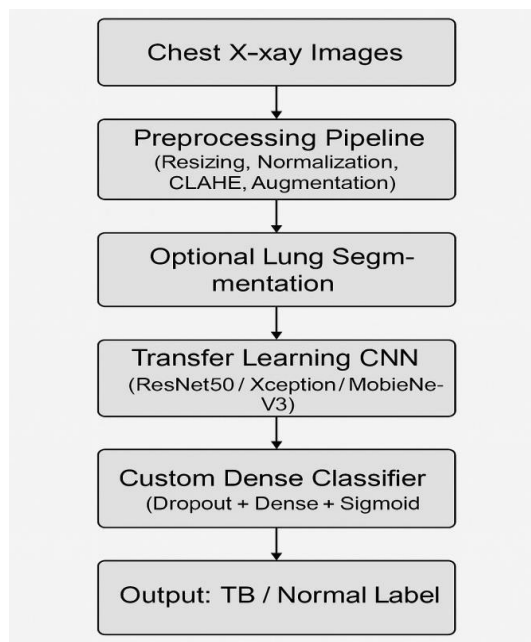 Chest X-xay Images
Preprocessing Pipeline
(Resizing, Normalization,
CLAHE, Augmentation)
Optional Lung Segm-
mentation
Transfer Learning CNN
(ResNet50 / Xception / MobieNe-
V3)
Custom Dense Classifier
(Dropout + Dense + Sigmoid
Output: TB / Normal Label